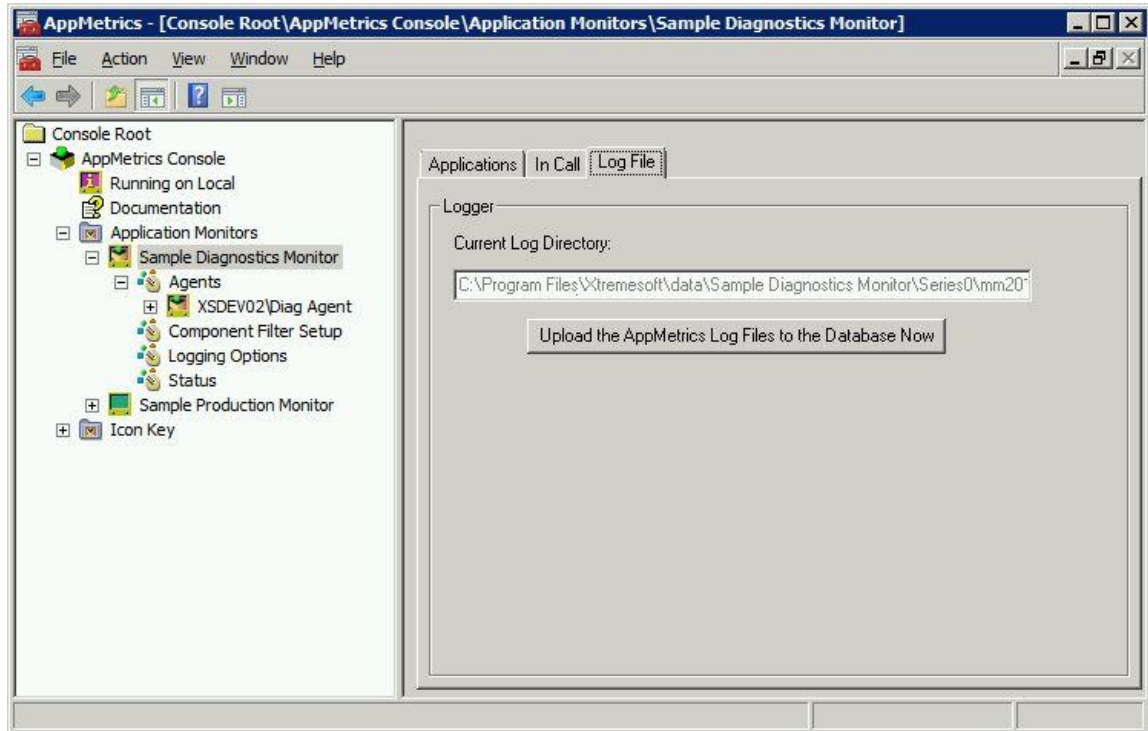 AppMetrics - [Console Root\AppMetrics Console\Application Monitors\Sample Diagnostics Monitor]
File Action View Window Help
Console Root
AppMetrics Console
Running on Local
Documentation
Application Monitors
Sample Diagnostics Monitor
Agents
XSDEV02\Diag Agent
Component Filter Setup
Logging Options
Status
Sample Production Monitor
Icon Key
Applications In Call Log File
Logger
Current Log Directory:
C:\Program Files\Xtremesoft\data\Sample Diagnostics Monitor\Series0\mm20
Upload the AppMetrics Log Files to the Database Now